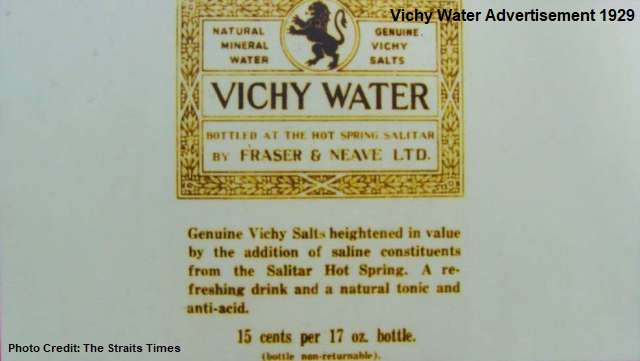 Vichy Water Advertisement 1929
NATURAL
MINERAL
WATER
GENUINE
VICHY
SALTS
VICHY WATER
BOTTLED AT THE HOT SPRING SALITAR
BY FRASER & NEAVE LTD.
Genuine Vichy Salts heightened in value
by the addition of saline constituents
from the Salitar Hot Spring. A re-
freshing drink and a natural tonic and
anti-acid.
15 cents per 17 oz. bottle.
(bottle non-returnable).
Photo Credit: The Straits Times